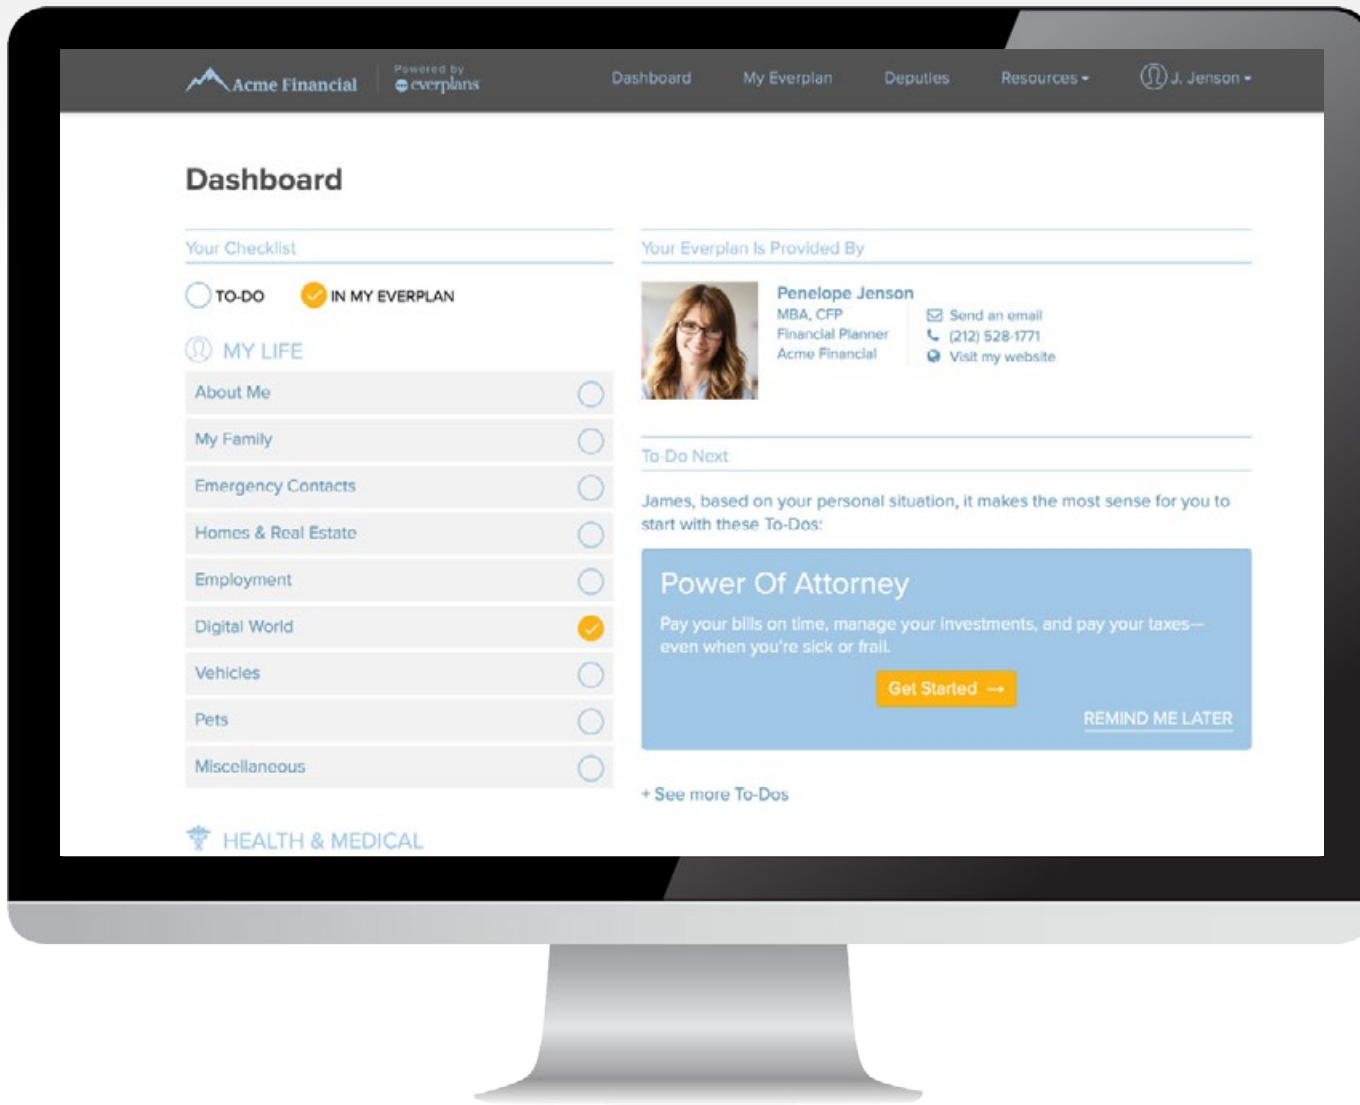 Acme Financial
Powered by
everplans
Dashboard
My Everplan
Deputies
Resources
J. Jenson
Dashboard
Your Checklist
TO-DO
IN MY EVERPLAN
MY LIFE
About Me
My Family
Emergency Contacts
Homes & Real Estate
Employment
Digital World
Vehicles
Pets
Miscellaneous
HEALTH & MEDICAL
Your Everplan Is Provided By
Penelope Jenson
MBA, CFP
Financial Planner
Acme Financial
Send an email
(212) 528-1771
Visit my website
To-Do Next
James, based on your personal situation, it makes the most sense for you to
start with these To-Dos:
Power Of Attorney
Pay your bills on time, manage your investments, and pay your taxes—
even when you're sick or frail.
Get Started →
REMIND ME LATER
+ See more To-Dos